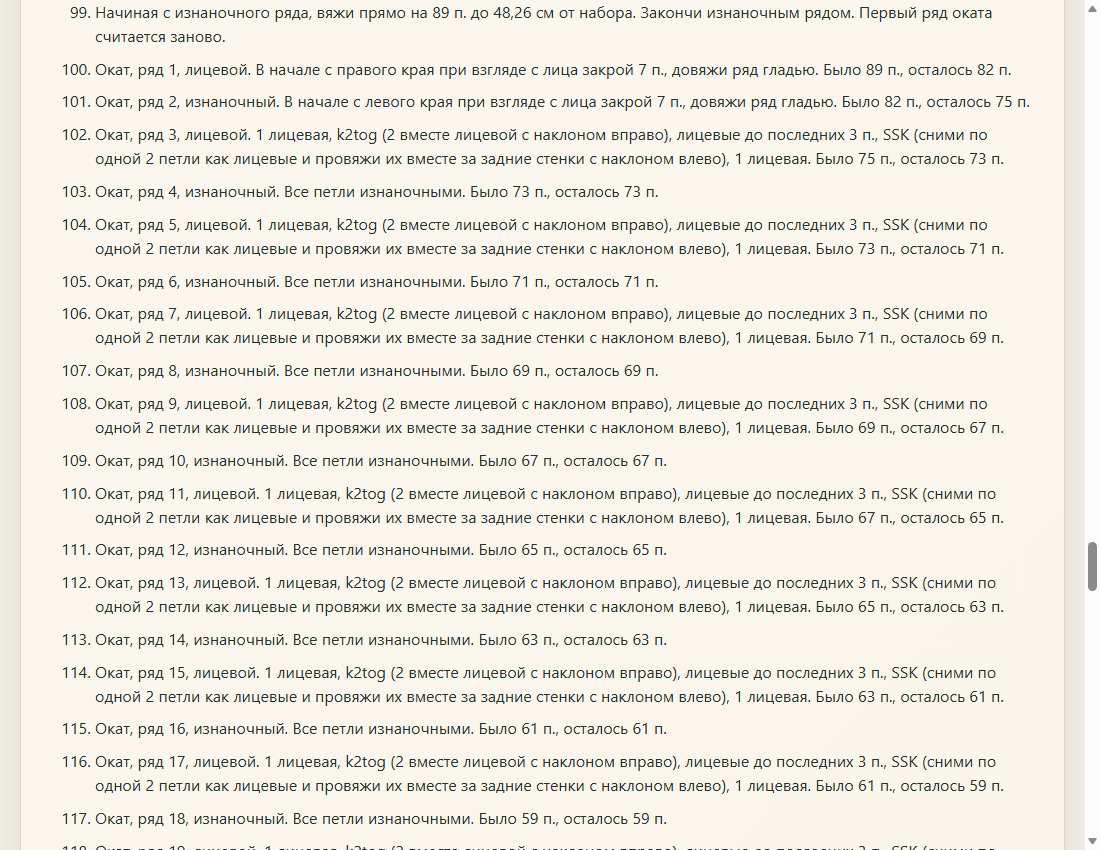 99. Начиная с изнаночного ряда, вяжи прямо на 89 п. до 48,26 см от набора. Закончи изнаночным рядом. Первый ряд оката
считается заново.
100. Окат, ряд 1, лицевой. В начале с правого края при взгляде с лица закрой 7 п., довяжи ряд гладью. Было 89 п., осталось 82 п.
101. Окат, ряд 2, изнаночный. В начале с левого края при взгляде с лица закрой 7 п., довяжи ряд гладью. Было 82 п., осталось 75 п.
102. Окат, ряд 3, лицевой. 1 лицевая, k2tog (2 вместе лицевой с наклоном вправо), лицевые до последних 3 п., SSK (сними по
одной 2 петли как лицевые и провяжи их вместе за задние стенки с наклоном влево), 1 лицевая. Было 75 п., осталось 73 п.
103. Окат, ряд 4, изнаночный. Все петли изнаночными. Было 73 п., осталось 73 п.
104. Окат, ряд 5, лицевой. 1 лицевая, k2tog (2 вместе лицевой с наклоном вправо), лицевые до последних 3 п., SSK (сними по
одной 2 петли как лицевые и провяжи их вместе за задние стенки с наклоном влево), 1 лицевая. Было 73 п., осталось 71 п.
105. Окат, ряд 6, изнаночный. Все петли изнаночными. Было 71 п., осталось 71 п.
106. Окат, ряд 7, лицевой. 1 лицевая, k2tog (2 вместе лицевой с наклоном вправо), лицевые до последних 3 п., SSK (сними по
одной 2 петли как лицевые и провяжи их вместе за задние стенки с наклоном влево), 1 лицевая. Было 71 п., осталось 69 п.
107. Окат, ряд 8, изнаночный. Все петли изнаночными. Было 69 п., осталось 69 п.
108. Окат, ряд 9, лицевой. 1 лицевая, k2tog (2 вместе лицевой с наклоном вправо), лицевые до последних 3 п., SSK (сними по
одной 2 петли как лицевые и провяжи их вместе за задние стенки с наклоном влево), 1 лицевая. Было 69 п., осталось 67 п.
109. Окат, ряд 10, изнаночный. Все петли изнаночными. Было 67 п., осталось 67 п.
110. Окат, ряд 11, лицевой. 1 лицевая, k2tog (2 вместе лицевой с наклоном вправо), лицевые до последних 3 п., SSK (сними по
одной 2 петли как лицевые и провяжи их вместе за задние стенки с наклоном влево), 1 лицевая. Было 67 п., осталось 65 п.
111. Окат, ряд 12, изнаночный. Все петли изнаночными. Было 65 п., осталось 65 п.
112. Окат, ряд 13, лицевой. 1 лицевая, k2tog (2 вместе лицевой с наклоном вправо), лицевые до последних 3 п., SSK (сними по
одной 2 петли как лицевые и провяжи их вместе за задние стенки с наклоном влево), 1 лицевая. Было 65 п., осталось 63 п.
113. Окат, ряд 14, изнаночный. Все петли изнаночными. Было 63 п., осталось 63 п.
114. Окат, ряд 15, лицевой. 1 лицевая, k2tog (2 вместе лицевой с наклоном вправо), лицевые до последних 3 п., SSK (сними по
одной 2 петли как лицевые и провяжи их вместе за задние стенки с наклоном влево), 1 лицевая. Было 63 п., осталось 61 п.
115. Окат, ряд 16, изнаночный. Все петли изнаночными. Было 61 п., осталось 61 п.
116. Окат, ряд 17, лицевой. 1 лицевая, k2tog (2 вместе лицевой с наклоном вправо), лицевые до последних 3 п., SSK (сними по
одной 2 петли как лицевые и провяжи их вместе за задние стенки с наклоном влево), 1 лицевая. Было 61 п., осталось 59 п.
117. Окат, ряд 18, изнаночный. Все петли изнаночными. Было 59 п., осталось 59 п.